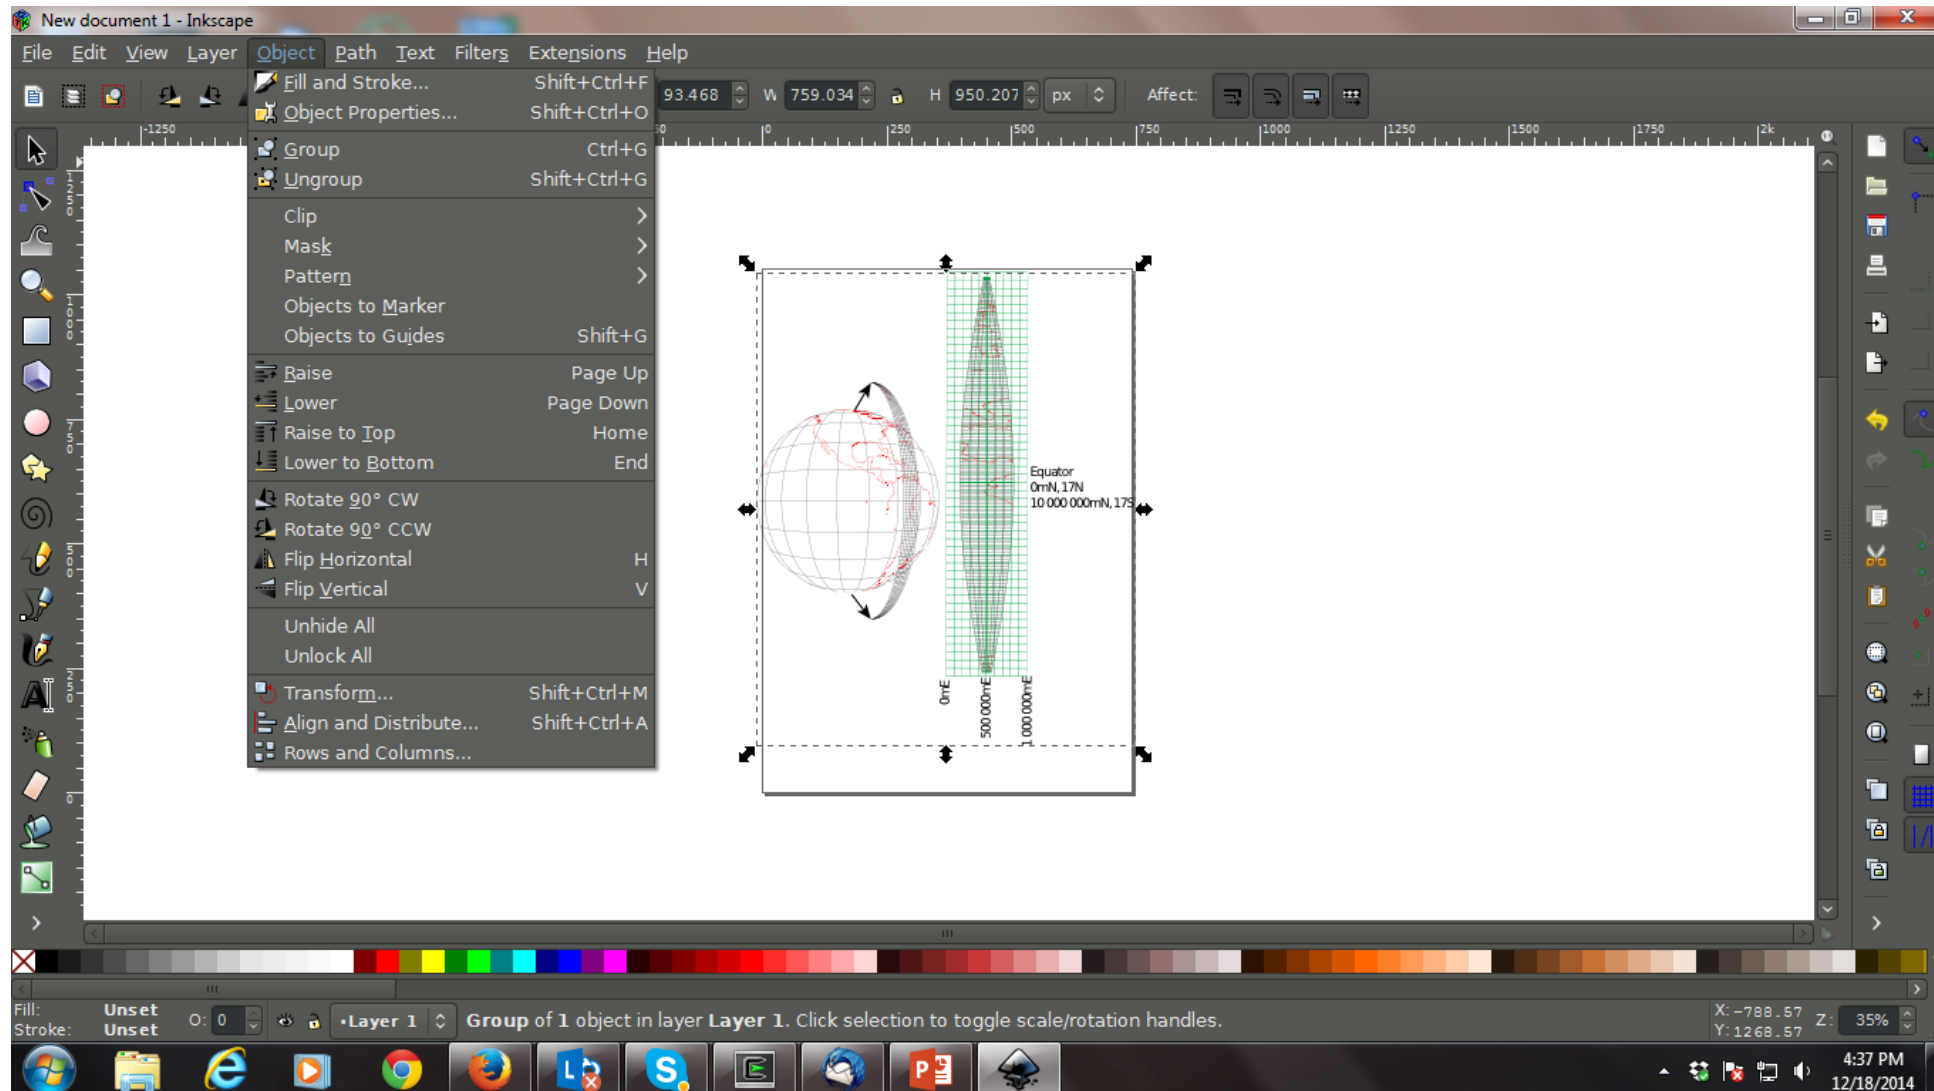 New document 1 - Inkscape
File Edit View Layer Object Path Text Filters Extensions Help
93.468 W 759.034 H 950.207 px Affect:
Fill and Stroke... Shift+Ctrl+F
Object Properties... Shift+Ctrl+O
Group Ctrl+G
Ungroup Shift+Ctrl+G
Clip
Mask
Pattern
Objects to Marker
Objects to Guides Shift+G
Raise Page Up
Lower Page Down
Raise to Top Home
Lower to Bottom End
Rotate 90° CW
Rotate 90° CCW
Flip Horizontal H
Flip Vertical V
Unhide All
Unlock All
Transform... Shift+Ctrl+M
Align and Distribute... Shift+Ctrl+A
Rows and Columns...
-1250 0 250 500 750 1000 1250 1500 1750 2k
1250
1000
750
500
250
0
Equator
0mN, 17N
10 000 000mN, 17S
0mE
500 000mE
1 000 000mE
Fill: Unset
Stroke: Unset
O: 0
•Layer 1
Group of 1 object in layer Layer 1. Click selection to toggle scale/rotation handles.
X: -788.57
Y: 1268.57
Z: 35%
4:37 PM
12/18/2014